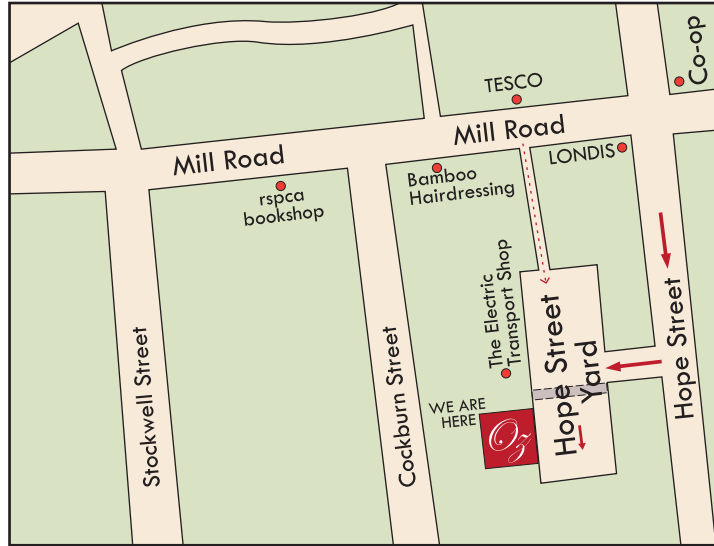 Co-op
TESCO
Mill Road
Mill Road
LONDIS
rspca
bookshop
Bamboo
Hairdressing
The Electric
Transport Shop
Hope Street
Yard
Hope Street
Stockwell Street
Cockburn Street
WE ARE
HERE
Oz